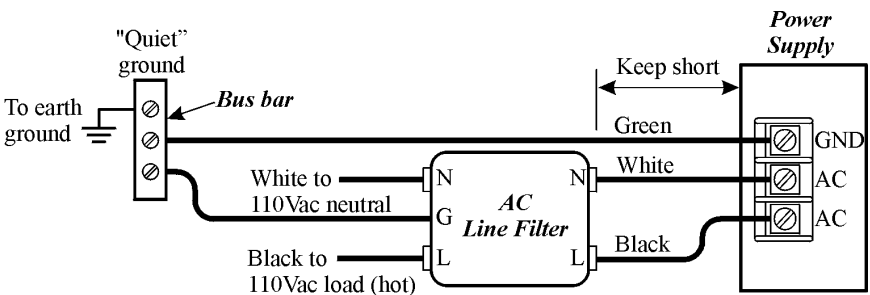 "Quiet”
ground
To earth
ground
Bus bar
Power
Supply
Keep short
Green
GND
White
AC
AC
Black
White to
110Vac neutral
Black to
110Vac load (hot)
N
G
L
AC
Line Filter
N
L